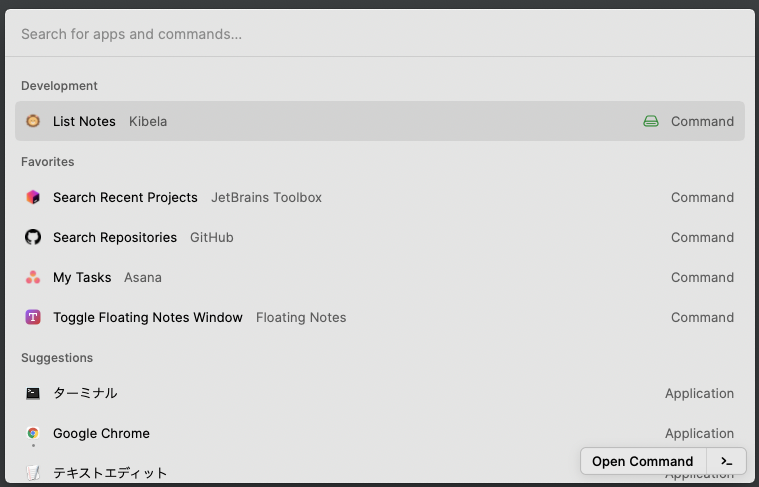 Search for apps and commands...
Development
List Notes Kibela Command
Favorites
Search Recent Projects JetBrains Toolbox Command
Search Repositories GitHub Command
My Tasks Asana Command
T Toggle Floating Notes Window Floating Notes Command
Suggestions
ターミナル Application
Google Chrome Application
テキストエディット Application
Open Command >_